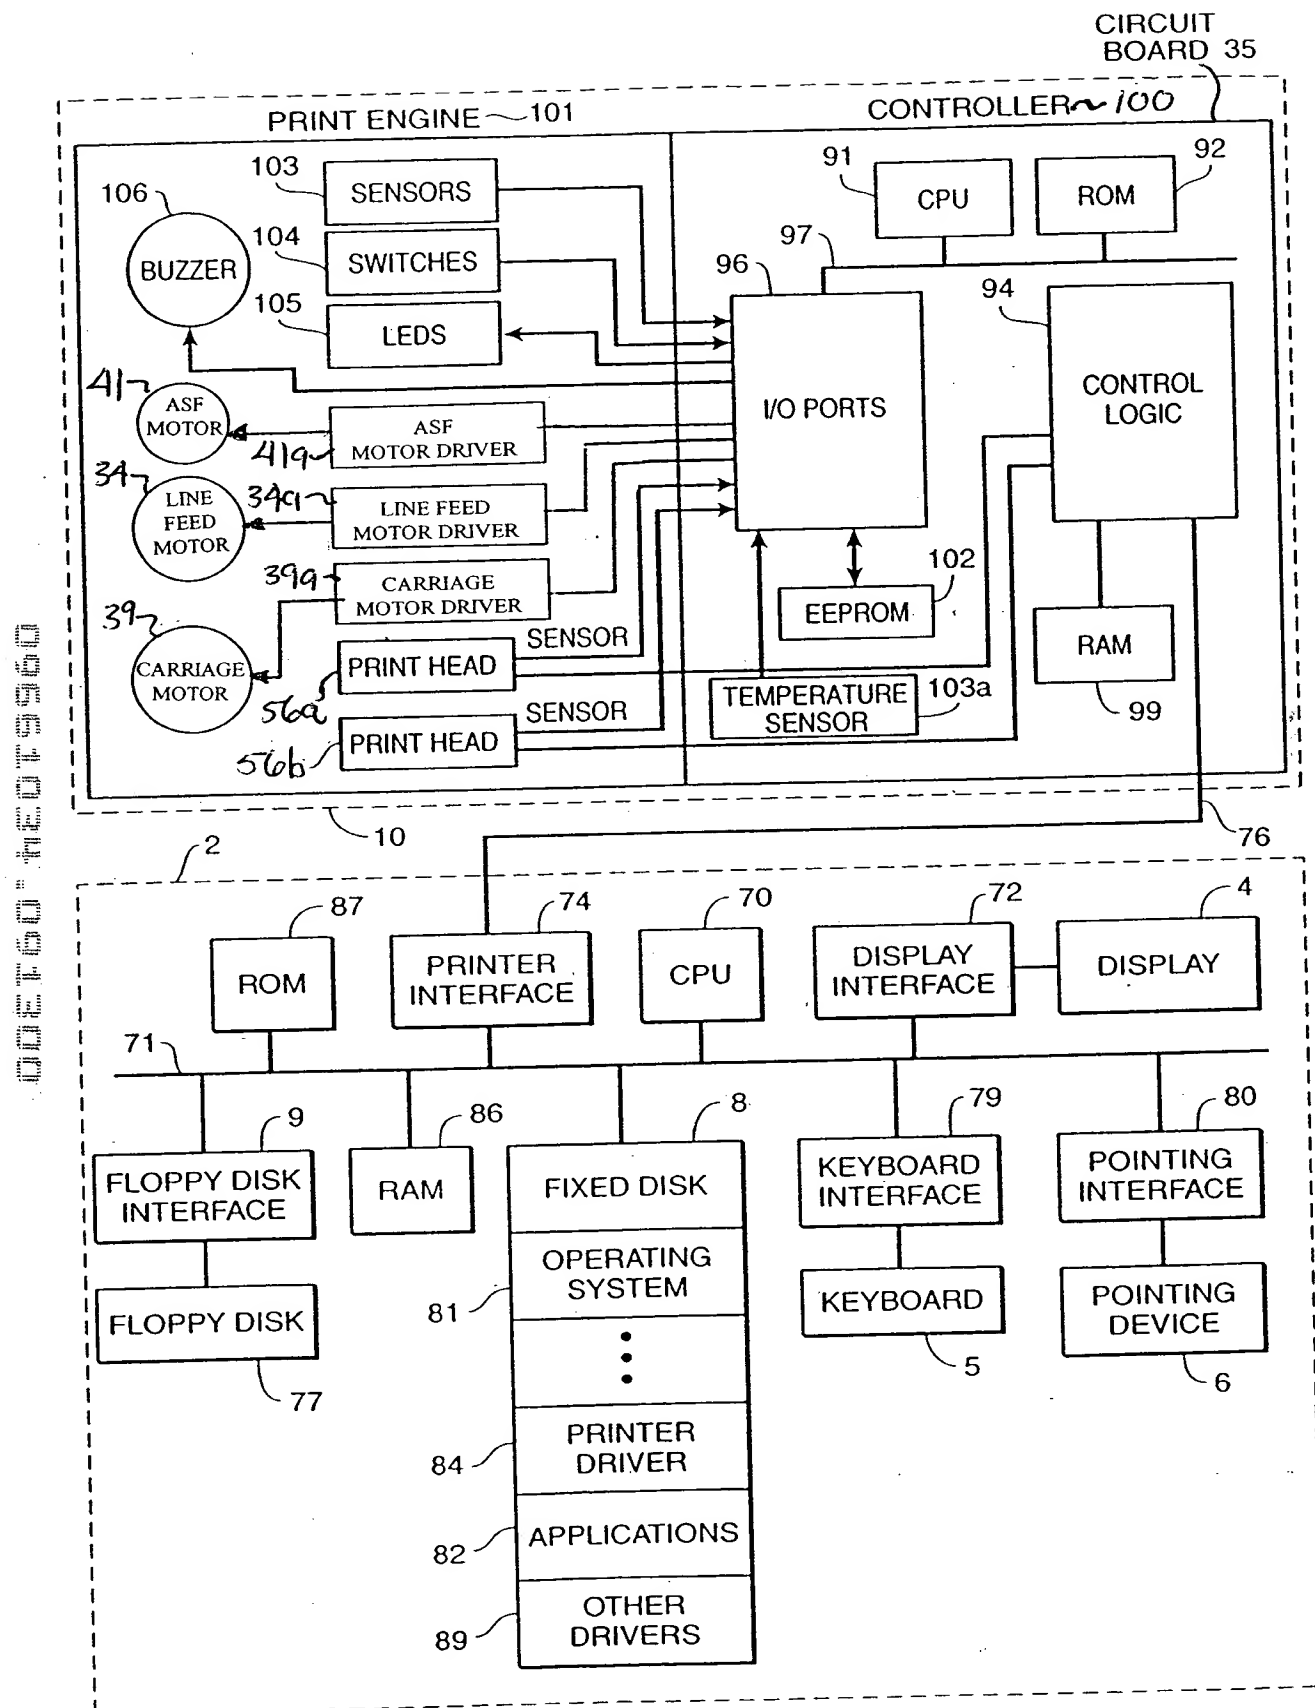 CIRCUIT
BOARD 35
PRINT ENGINE 101
CONTROLLER 100
103
SENSORS
91
CPU
92
ROM
106
BUZZER
104
SWITCHES
97
96
94
105
LEDS
I/O PORTS
CONTROL
LOGIC
41
ASF
MOTOR
41a
ASF
MOTOR DRIVER
34
LINE
FEED
MOTOR
34a
LINE FEED
MOTOR DRIVER
39a
CARRIAGE
MOTOR DRIVER
102
EEPROM
39
CARRIAGE
MOTOR
SENSOR
PRINT HEAD
56a
RAM
99
TEMPERATURE
SENSOR
103a
SENSOR
PRINT HEAD
56b
10
76
2
87
ROM
74
PRINTER
INTERFACE
70
CPU
72
DISPLAY
INTERFACE
4
DISPLAY
71
9
FLOPPY DISK
INTERFACE
86
RAM
8
FIXED DISK
79
KEYBOARD
INTERFACE
80
POINTING
INTERFACE
OPERATING
SYSTEM
81
FLOPPY DISK
77
KEYBOARD
5
POINTING
DEVICE
6
PRINTER
DRIVER
84
APPLICATIONS
82
OTHER
DRIVERS
89
09561034.091300